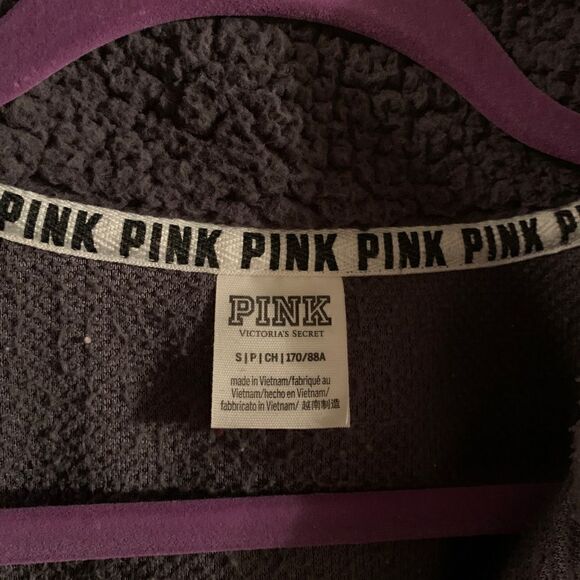 PINK PINK PINK PINK PINK P
PINK
VICTORIA'S SECRET
S|P|CH|170/88A
made in Vietnam/fabriqué au
Vietnam/hecho en Vietnam/
fabbricato in Vietnam/ 越南制造